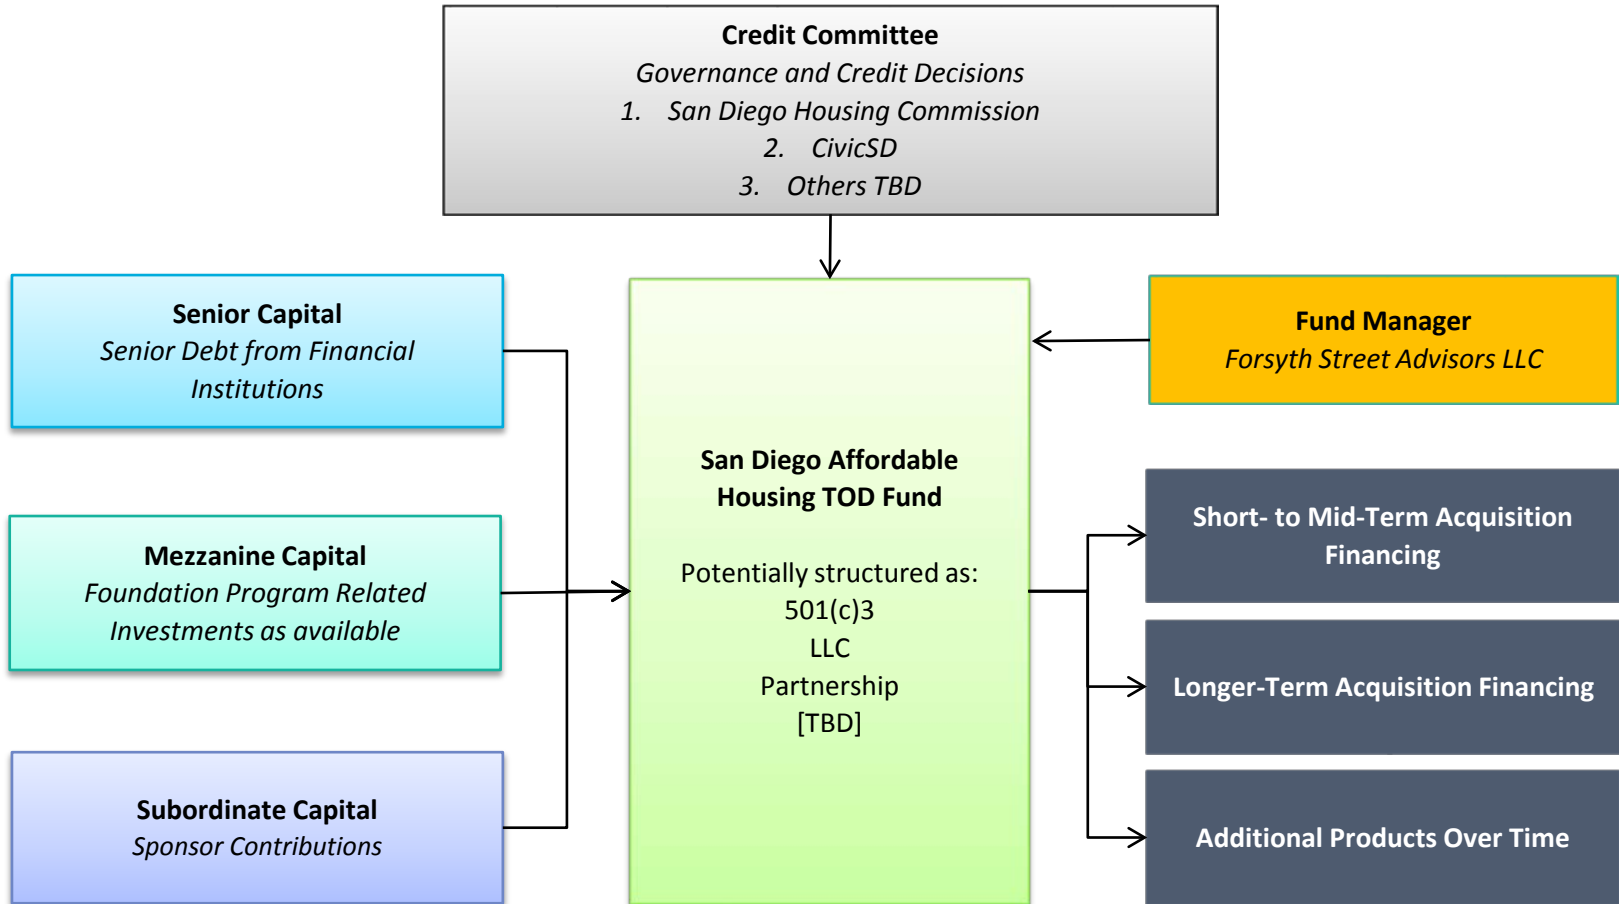 Credit Committee
Governance and Credit Decisions
1. San Diego Housing Commission
2. CivicSD
3. Others TBD
Senior Capital
Senior Debt from Financial
Institutions
Mezzanine Capital
Foundation Program Related
Investments as available
Subordinate Capital
Sponsor Contributions
San Diego Affordable
Housing TOD Fund
Potentially structured as:
501(c)3
LLC
Partnership
[TBD]
Fund Manager
Forsyth Street Advisors LLC
Short- to Mid-Term Acquisition
Financing
Longer-Term Acquisition Financing
Additional Products Over Time